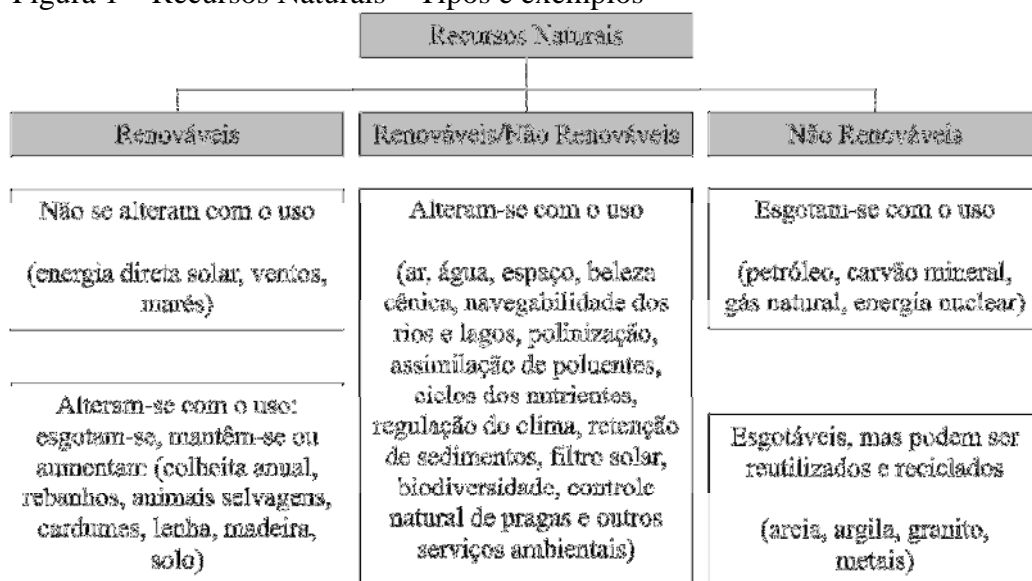 Figura 1 – Recursos Naturais – Tipos e exemplos
Recursos Naturais
Renováveis
Não se alteram com o uso
(energia direta solar, ventos,
marés)
Alteram-se com o uso:
esgotam-se, mantêm-se ou
aumentam (colheita anual,
rebanhos, animais selvagens,
cardumes, lenha, madeira,
solo)
Renováveis/Não Renováveis
Alteram-se com o uso
(ar, água, espaço, beleza
cênica, navegabilidade dos
rios e lagos, polinização,
assimilação de poluentes,
ciclos dos nutrientes,
regulação do clima, retenção
de sedimentos, filtro solar,
biodiversidade, controle
natural de pragas e outros
serviços ambientais)
Não Renováveis
Esgotam-se com o uso
(petróleo, carvão mineral,
gás natural, energia nuclear)
Esgotáveis, mas podem ser
reutilizados e reciclados
(areia, argila, granito,
metais)